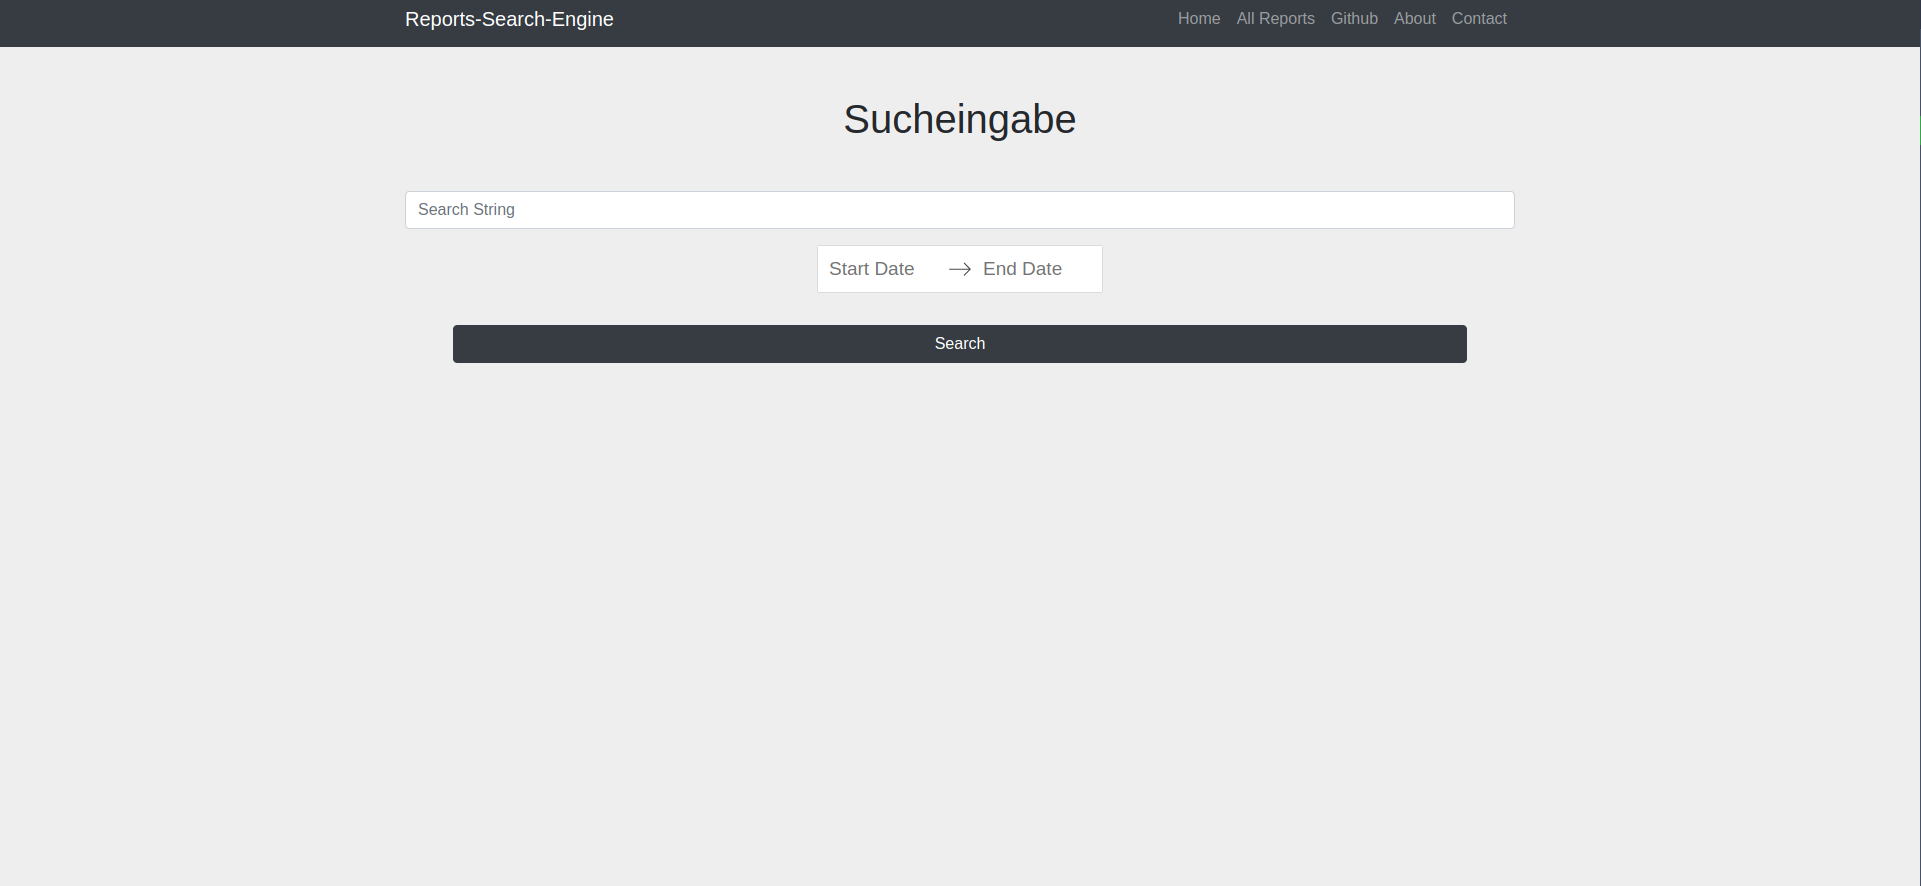 Reports-Search-Engine Home All Reports Github About Contact
Sucheingabe
Search String
Start Date → End Date
Search